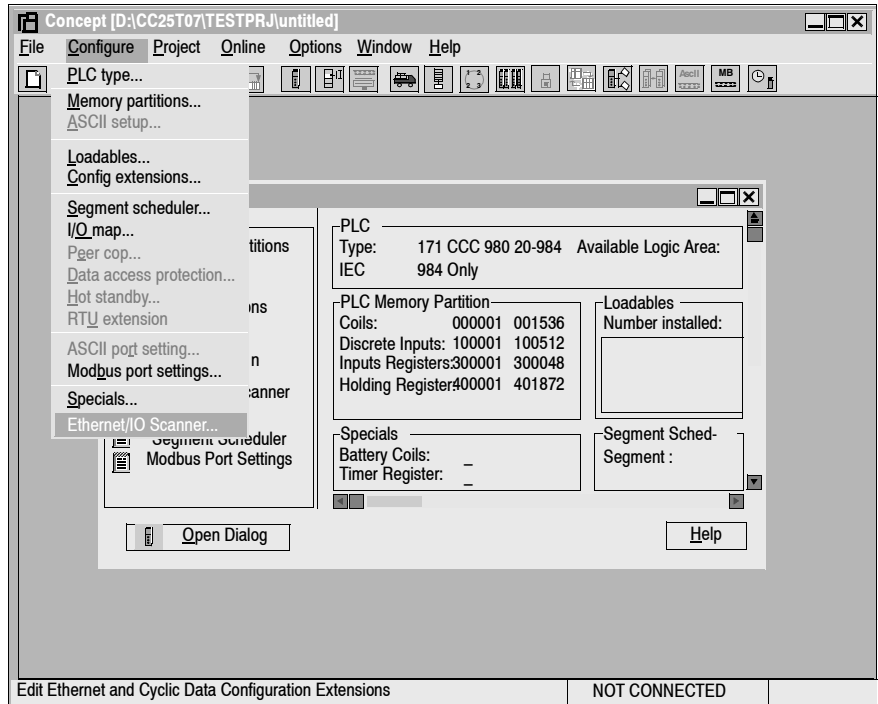 Concept [D:\CC25T07\TESTPRJ\untitled]
File Configure Project Online Options Window Help
PLC type...
Memory partitions...
ASCII setup...
Loadables...
Config extensions...
Segment scheduler...
I/O map...
Peer cop...
Data access protection...
Hot standby...
RTU extension
ASCII port setting...
Modbus port settings...
Specials...
Ethernet/IO Scanner...
Segment Scheduler
Modbus Port Settings
Open Dialog
PLC
Type: 171 CCC 980 20-984 Available Logic Area:
IEC 984 Only
PLC Memory Partition
Coils: 000001 001536
Discrete Inputs: 100001 100512
Inputs Registers:300001 300048
Holding Register:400001 401872
Loadables
Number installed:
Specials
Battery Coils: _
Timer Register: _
Segment Sched-
Segment :
Help
Ascii
MB
Edit Ethernet and Cyclic Data Configuration Extensions
NOT CONNECTED